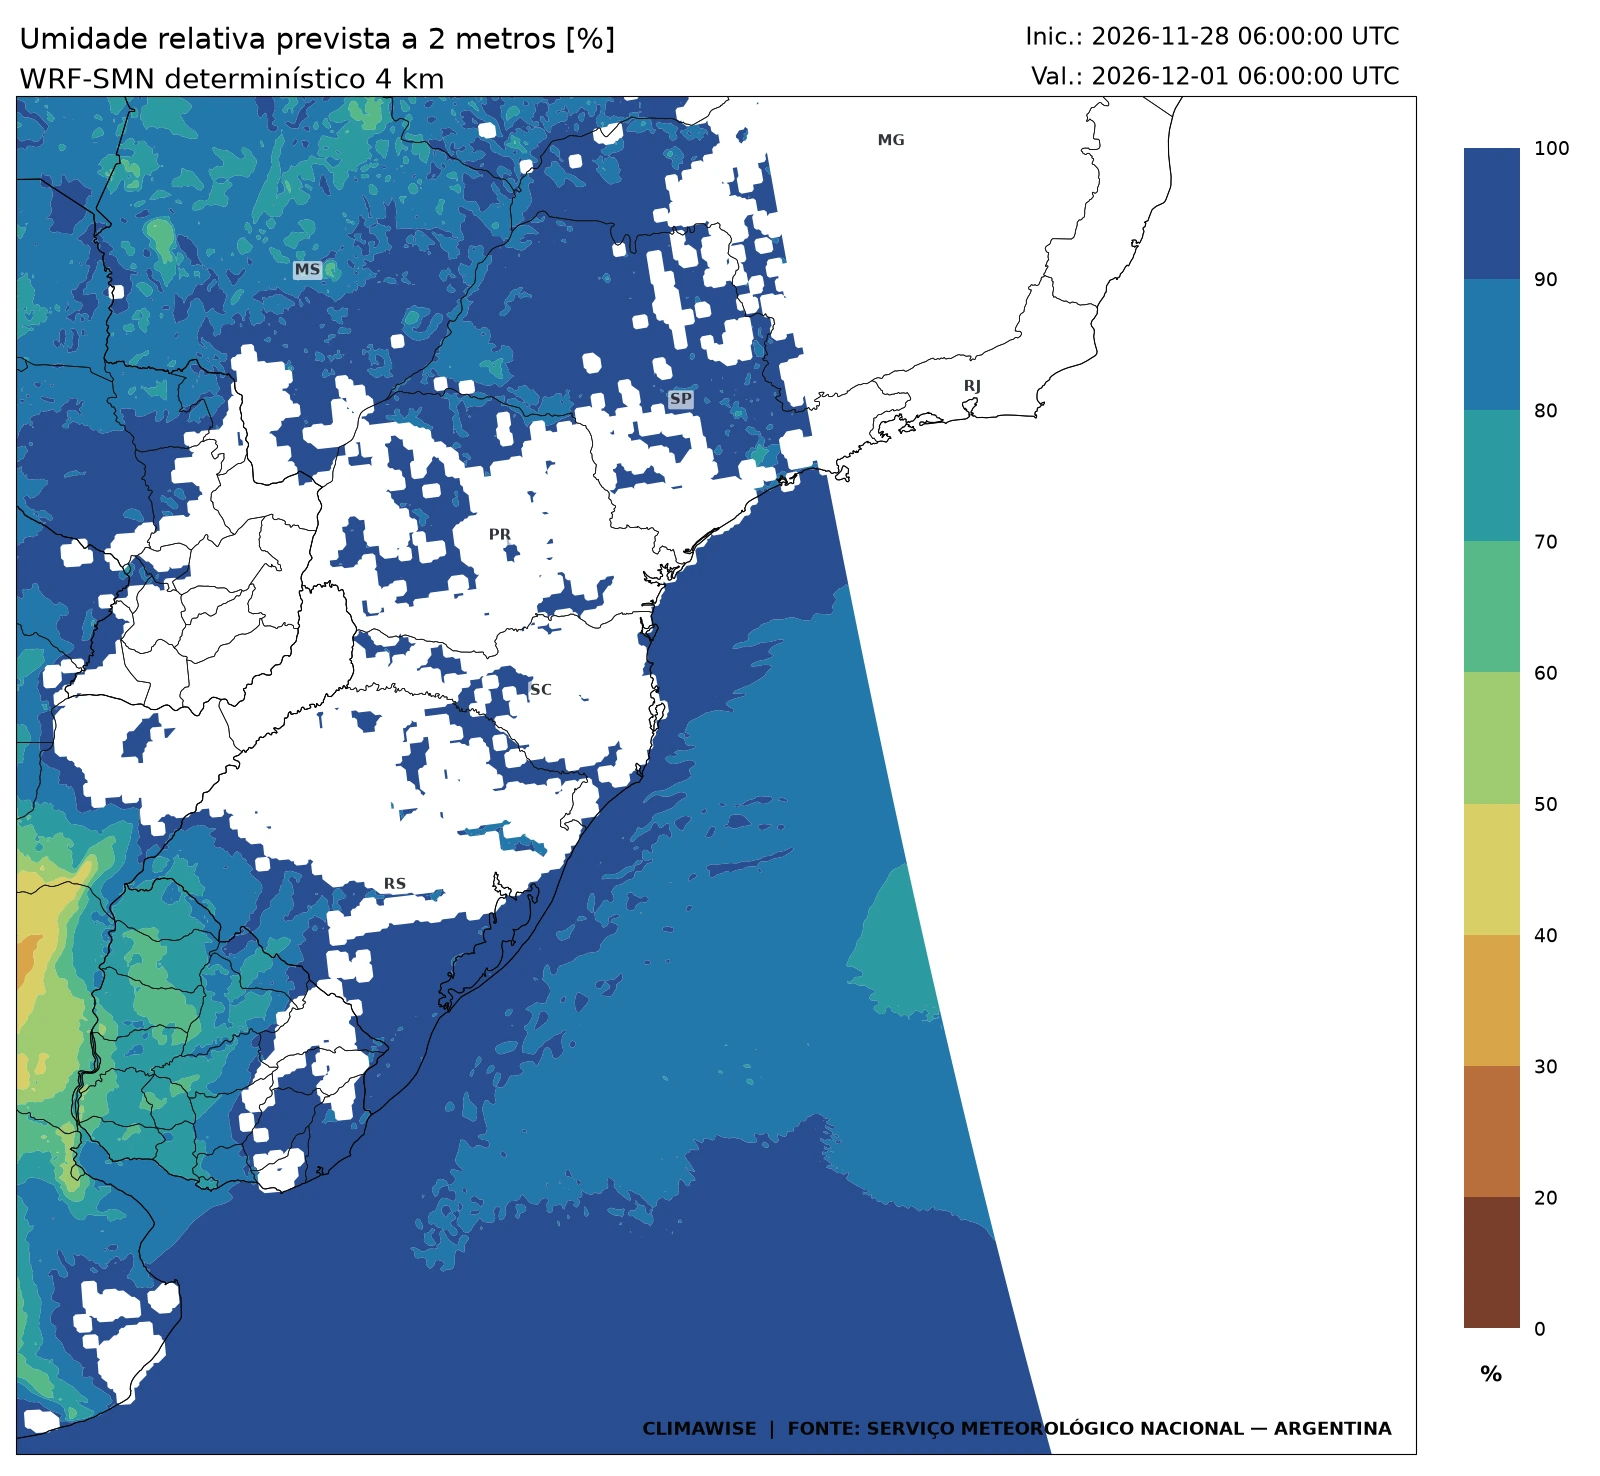 Umidade relativa prevista a 2 metros [%]
WRF-SMN determinístico 4 km
Inic.: 2026-11-28 06:00:00 UTC
Val.: 2026-12-01 06:00:00 UTC
MG
MS
RJ
SP
PR
SC
RS
100
90
80
70
60
50
40
30
20
0
%
CLIMAWISE | FONTE: SERVIÇO METEOROLÓGICO NACIONAL — ARGENTINA